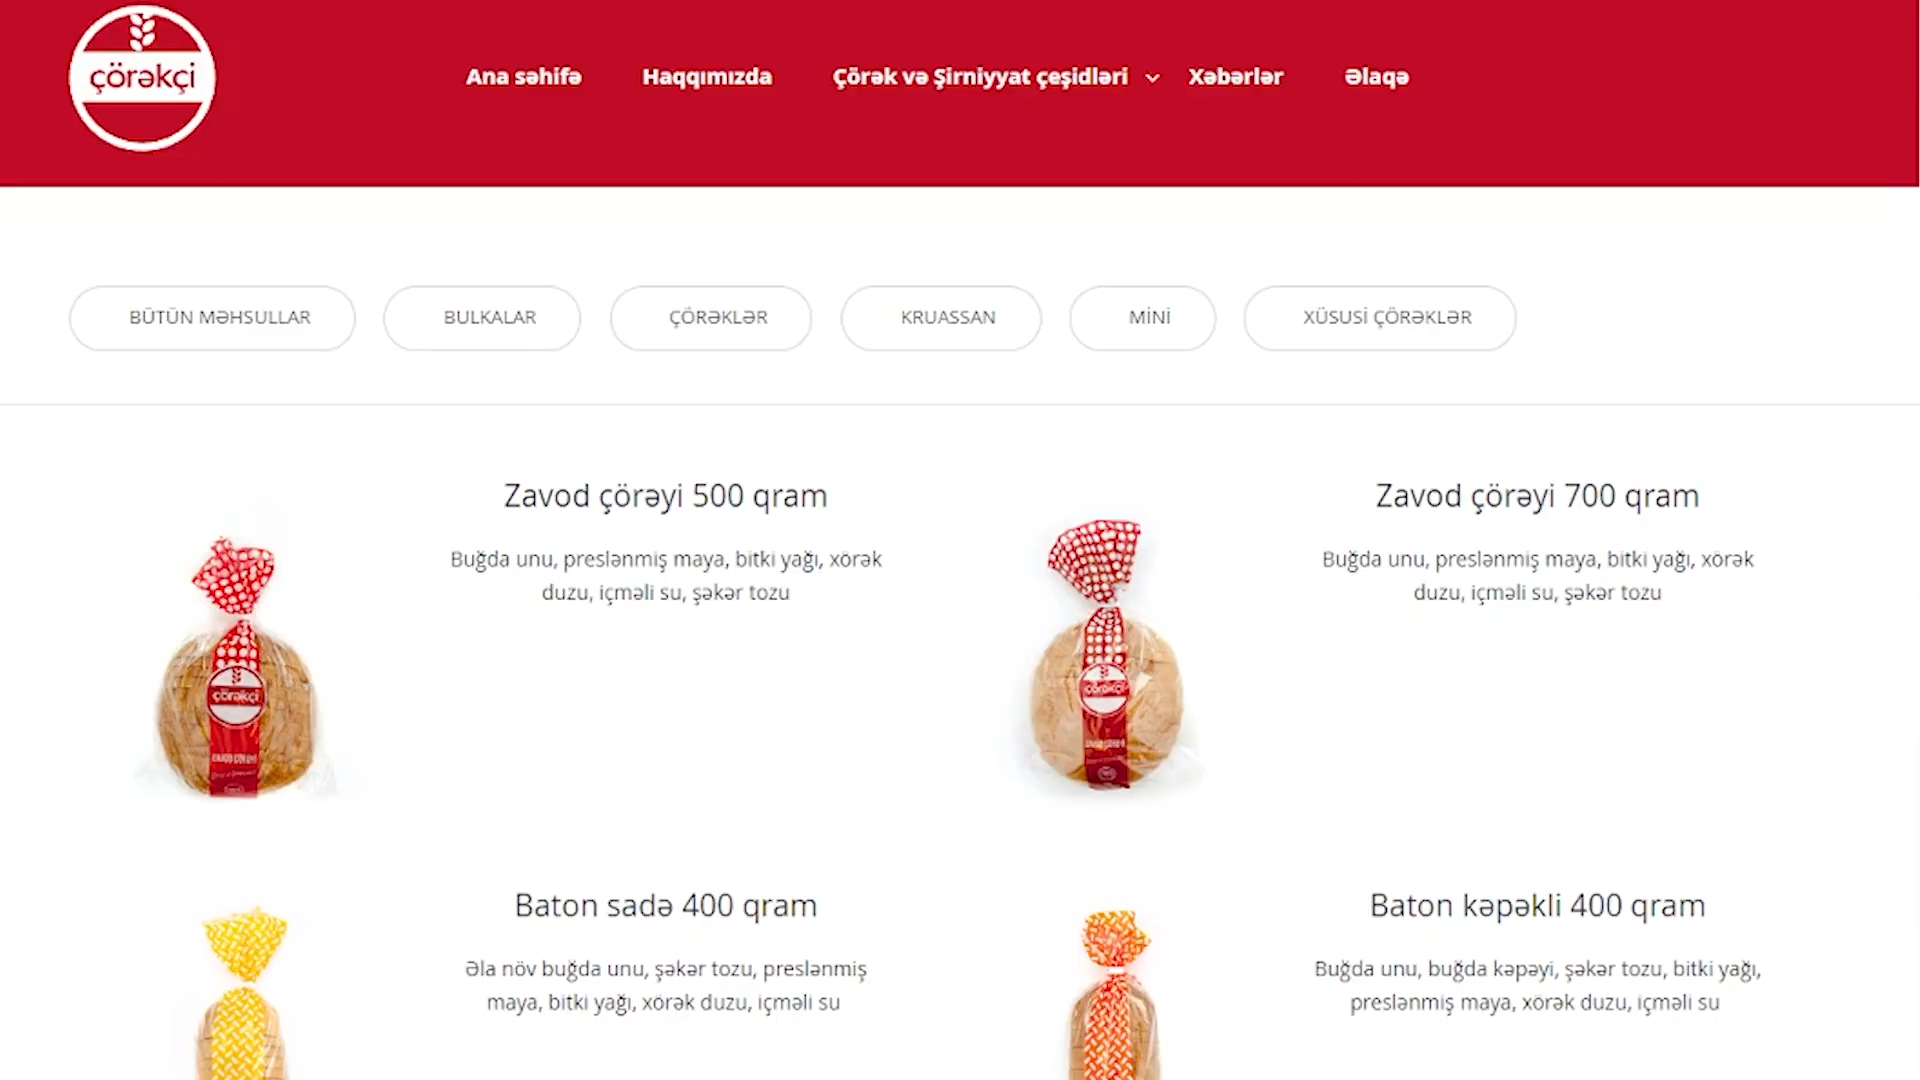 çörəkçi
Ana səhifə Haqqımızda Çörək və Şirniyyat çeşidləri Xəbərlər Əlaqə
BÜTÜN MƏHSULLAR BULKALAR ÇÖRƏKLƏR KRUASSAN MİNİ XÜSUSİ ÇÖRƏKLƏR
Zavod çörəyi 500 qram
Buğda unu, preslənmiş maya, bitki yağı, xörək
duzu, içməli su, şəkər tozu
çörəkçi
Zavod çörəyi 700 qram
Buğda unu, preslənmiş maya, bitki yağı, xörək
duzu, içməli su, şəkər tozu
çörəkçi
Baton sadə 400 qram
Əla növ buğda unu, şəkər tozu, preslənmiş
maya, bitki yağı, xörək duzu, içməli su
Baton kəpəkli 400 qram
Buğda unu, buğda kəpəyi, şəkər tozu, bitki yağı,
preslənmiş maya, xörək duzu, içməli su